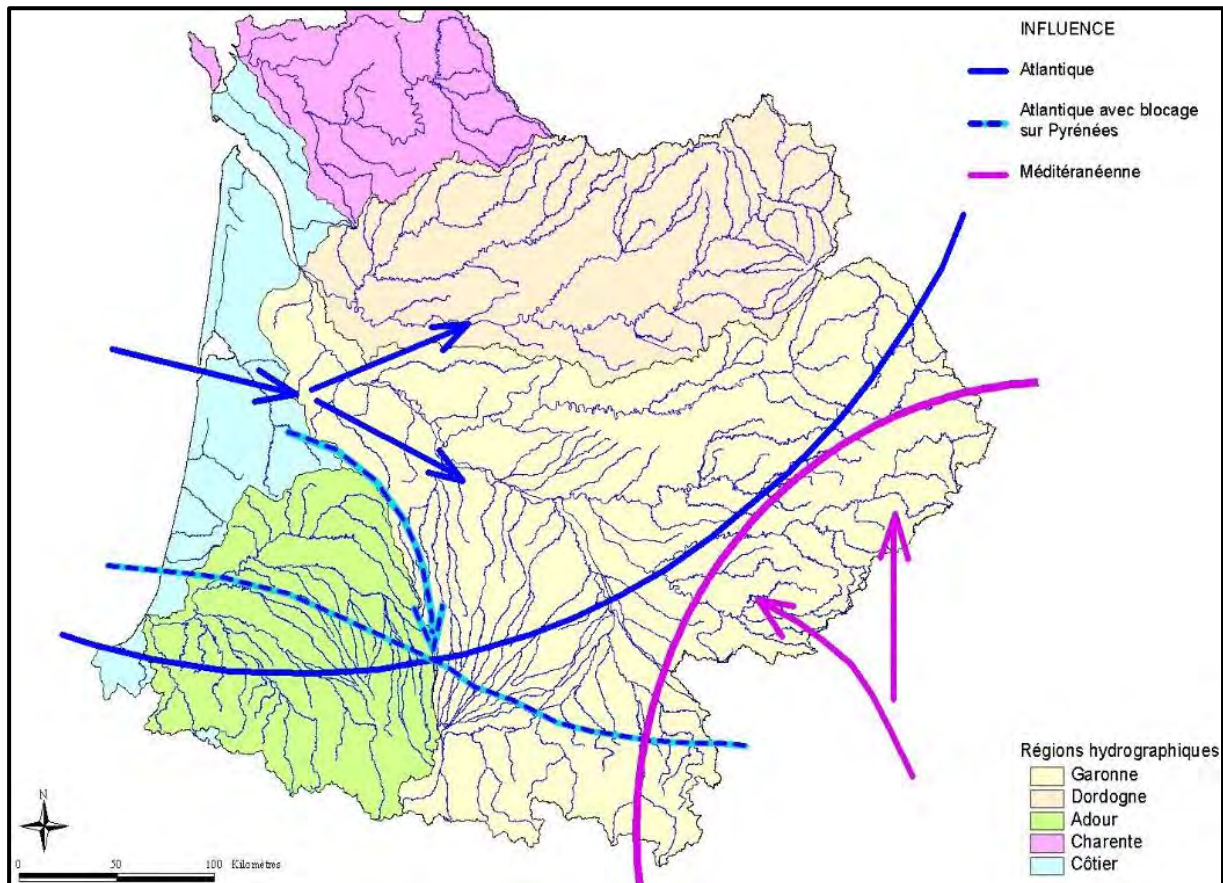 INFLUENCE
Atlantique
Atlantique avec blocage
sur Pyrénées
Méditéranéenne
Régions hydrographiques
Garonne
Dordogne
Adour
Charente
Côtier
N
0 50 100 Kilomètres